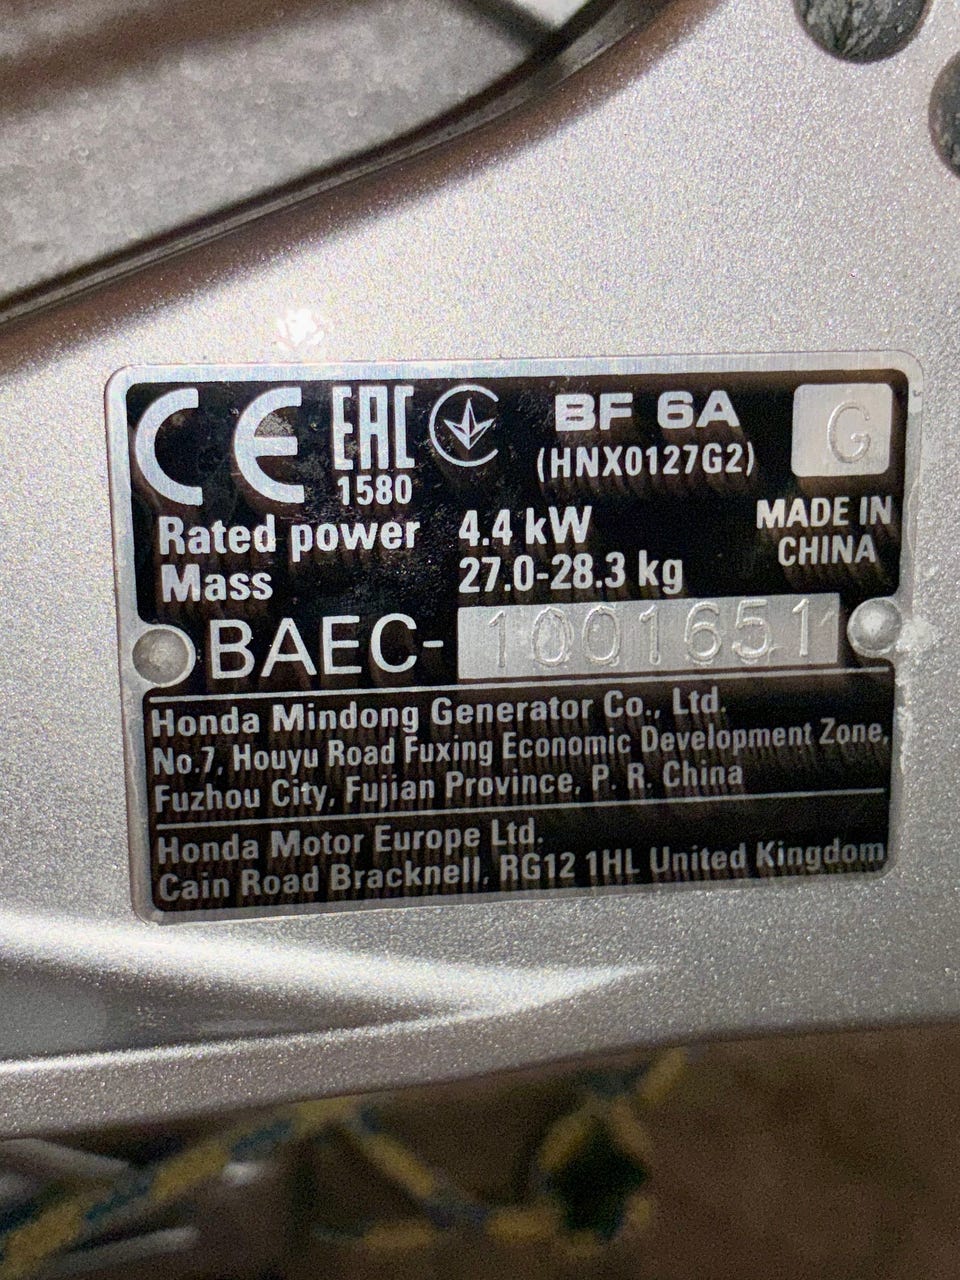 CE EAC BF 6A G
1580 (HNX0127G2)
Rated power 4.4 kW MADE IN
Mass 27.0-28.3 kg CHINA
BAEC-1001651
Honda Mindong Generator Co., Ltd.
No.7, Houyu Road Fuxing Economic Development Zone,
Fuzhou City, Fujian Province, P. R. China
Honda Motor Europe Ltd.
Cain Road Bracknell, RG12 1HL United Kingdom